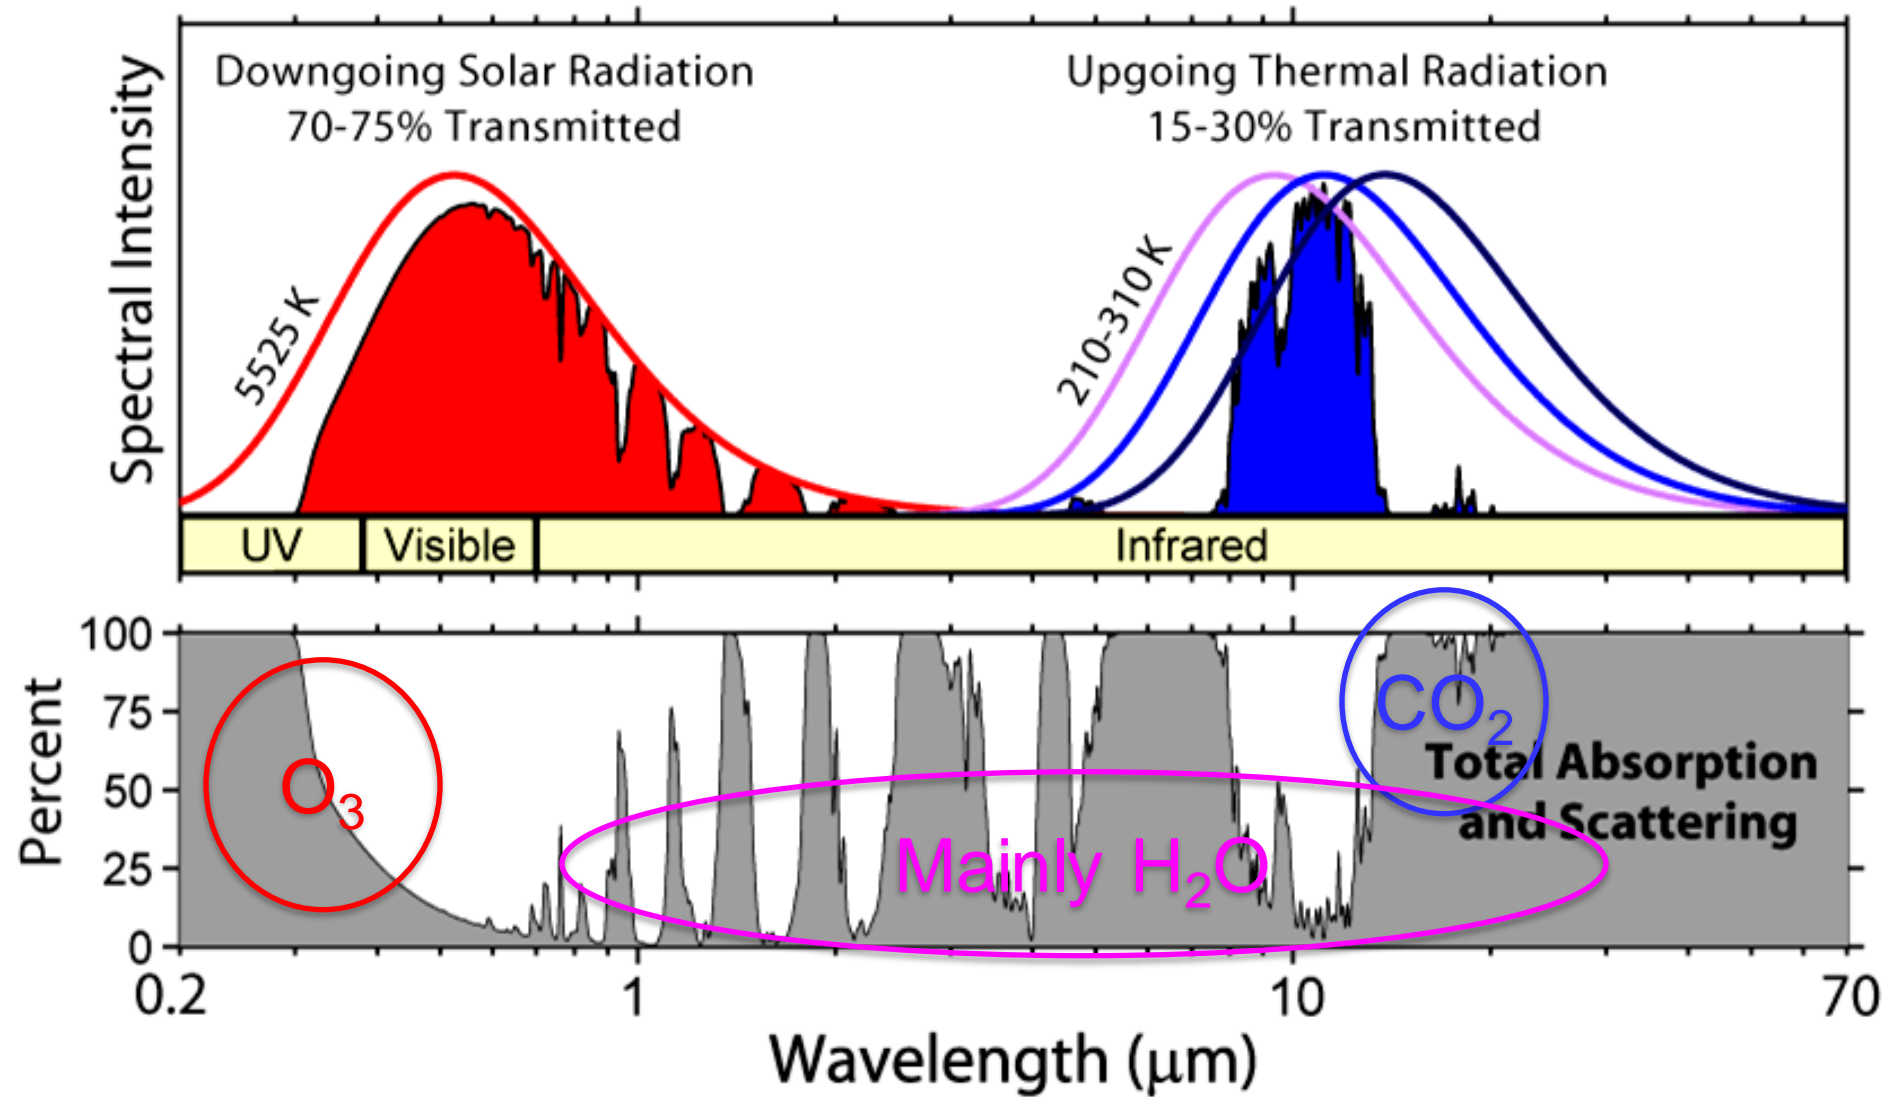 Downgoing Solar Radiation
70-75% Transmitted
Upgoing Thermal Radiation
15-30% Transmitted
Spectral Intensity
5525 K
210-310 K
UV
Visible
Infrared
Percent
100
75
50
25
0
O₃
CO₂
Total Absorption
and Scattering
Mainly H₂O
0.2
1
10
70
Wavelength (μm)